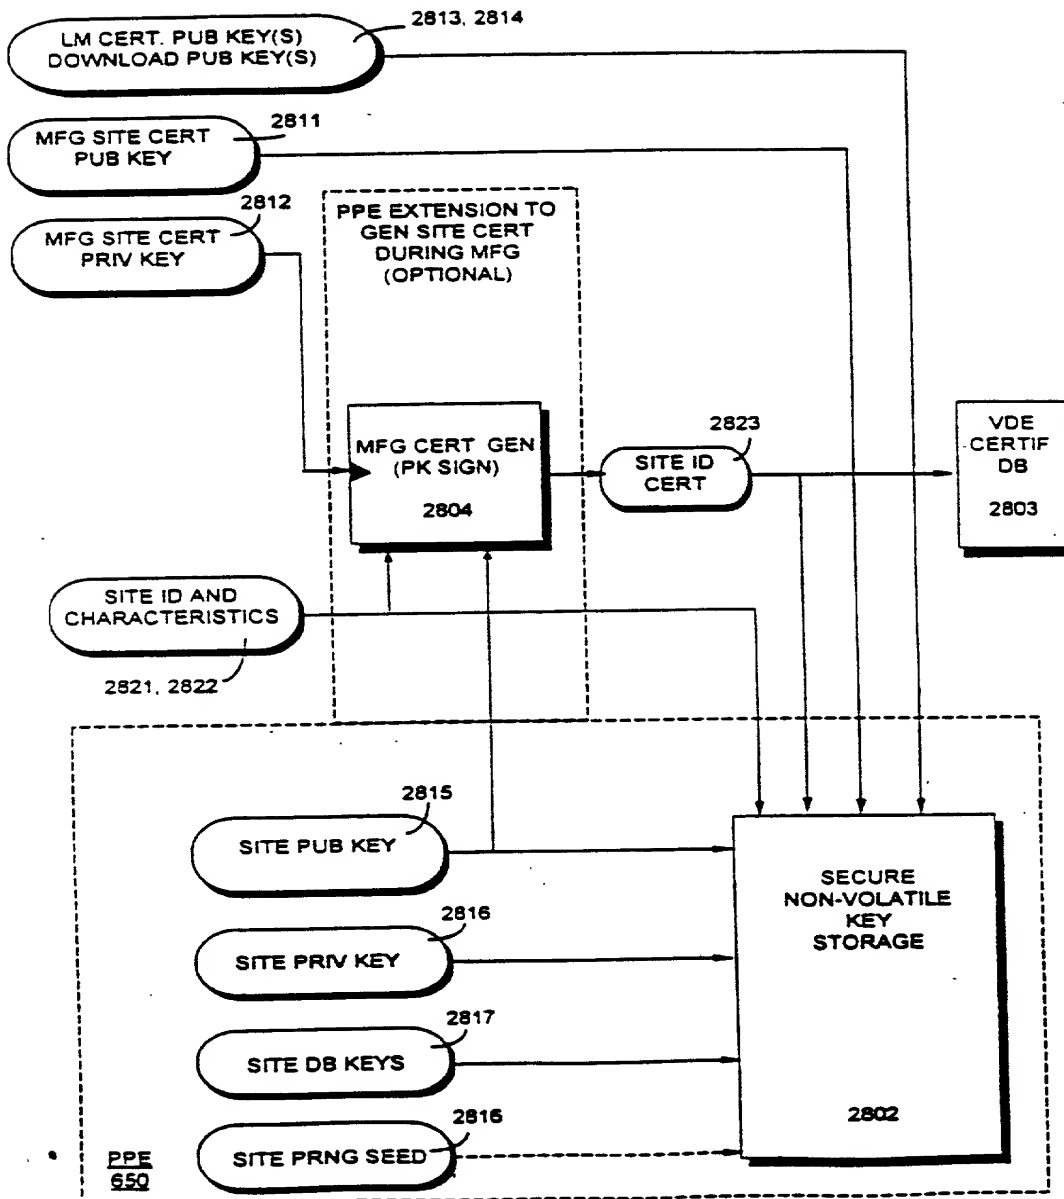 2813, 2814
LM CERT. PUB KEY(S)
DOWNLOAD PUB KEY(S)
2811
MFG SITE CERT
PUB KEY
2812
MFG SITE CERT
PRIV KEY
PPE EXTENSION TO
GEN SITE CERT
DURING MFG
(OPTIONAL)
MFG CERT GEN
(PK SIGN)
2804
2823
SITE ID
CERT
VDE
CERTIF
DB
2803
SITE ID AND
CHARACTERISTICS
2821, 2822
2815
SITE PUB KEY
2816
SITE PRIV KEY
2817
SITE DB KEYS
2816
SITE PRNG SEED
SECURE
NON-VOLATILE
KEY
STORAGE
2802
PPE
650